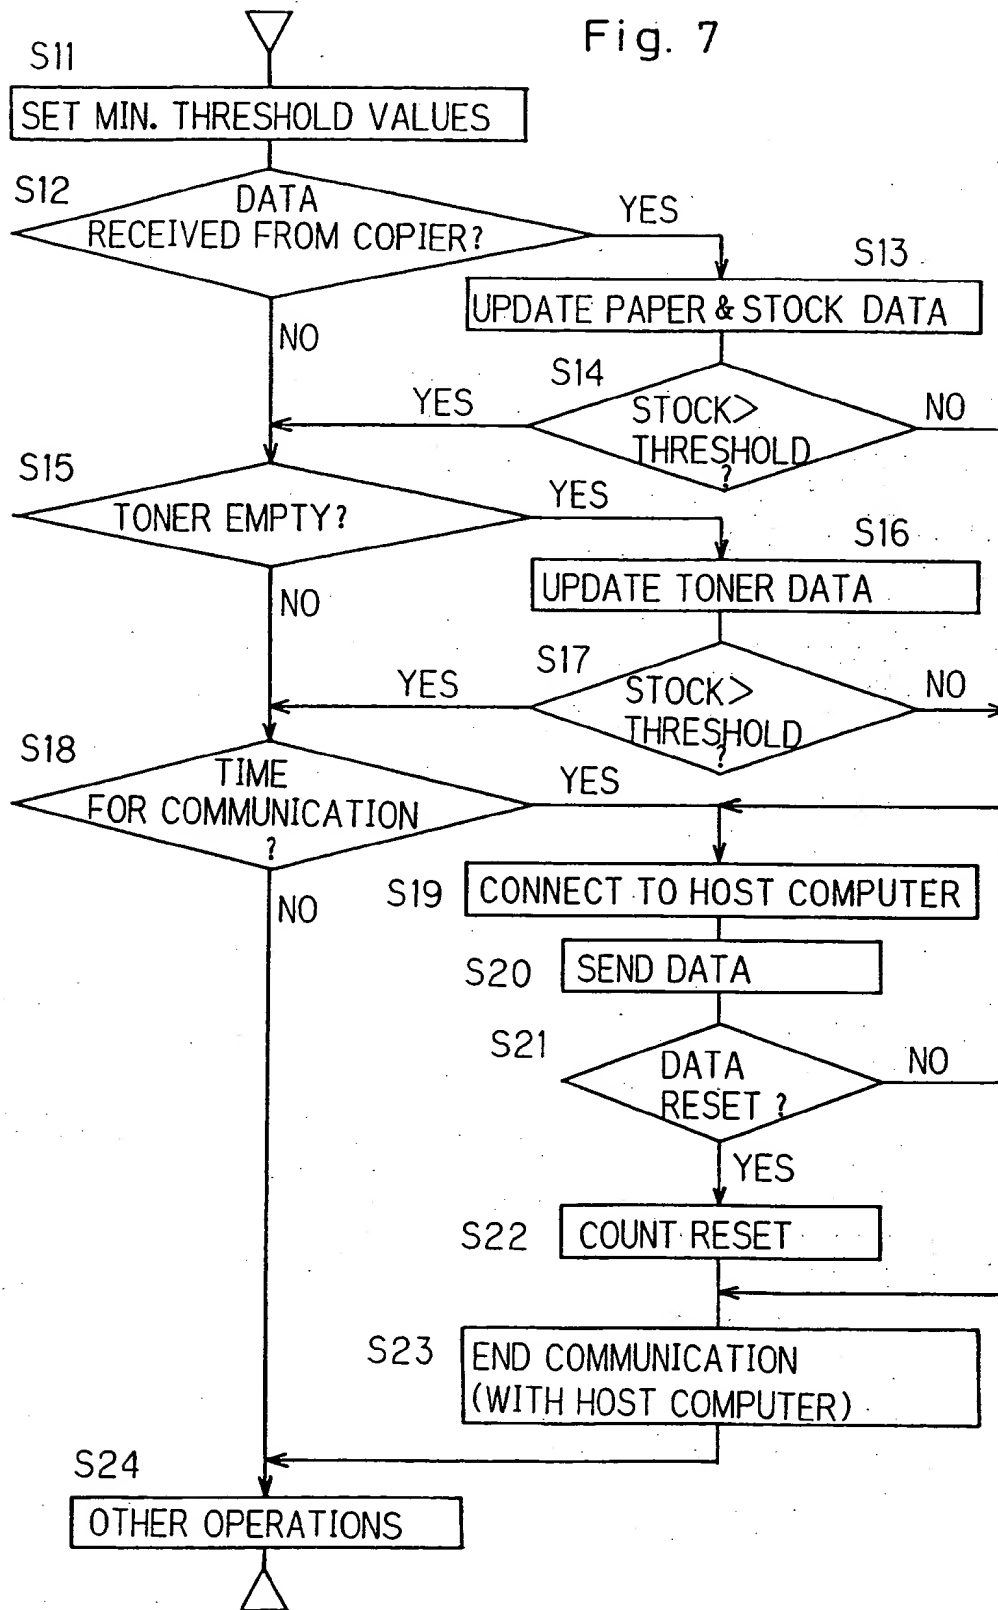 Fig. 7
S11
SET MIN. THRESHOLD VALUES
S12
DATA
RECEIVED FROM COPIER?
YES
NO
S13
UPDATE PAPER & STOCK DATA
S14
STOCK>
THRESHOLD
?
YES
NO
S15
TONER EMPTY?
YES
NO
S16
UPDATE TONER DATA
S17
STOCK>
THRESHOLD
?
YES
NO
S18
TIME
FOR COMMUNICATION
?
YES
NO
S19
CONNECT TO HOST COMPUTER
S20
SEND DATA
S21
DATA
RESET ?
NO
YES
S22
COUNT RESET
S23
END COMMUNICATION
(WITH HOST COMPUTER)
S24
OTHER OPERATIONS